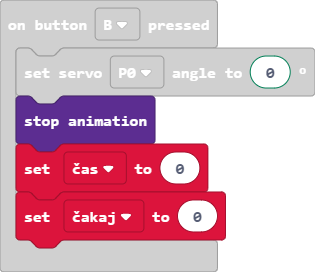 on button B pressed
set servo P0 angle to 0 °
stop animation
set čas to 0
set čakaj to 0